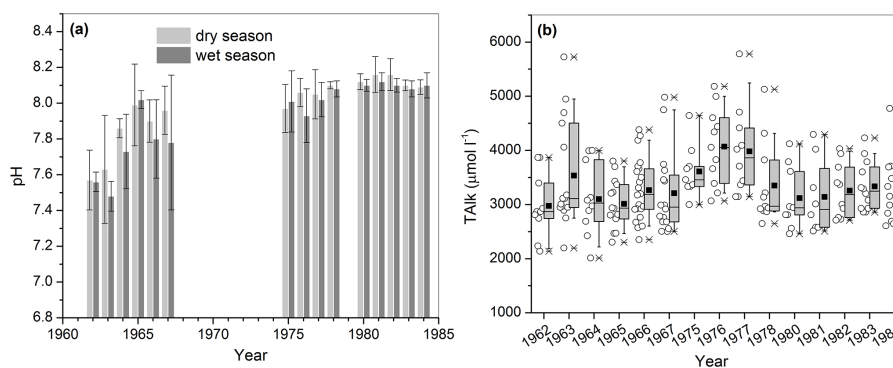 (a)
dry season
wet season
8.4
8.2
8.0
7.8
7.6
7.4
7.2
7.0
6.8
pH
1960 1965 1970 1975 1980 1985
Year
(b)
6000
5000
4000
3000
2000
1000
TAlk (μmol l⁻¹)
1962 1963 1964 1965 1966 1967 1975 1976 1977 1978 1980 1981 1982 1983 198
Year